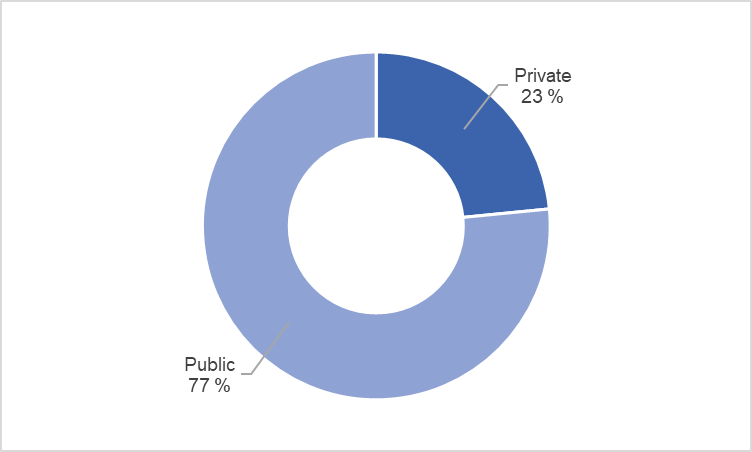 Private
23 %
Public
77 %